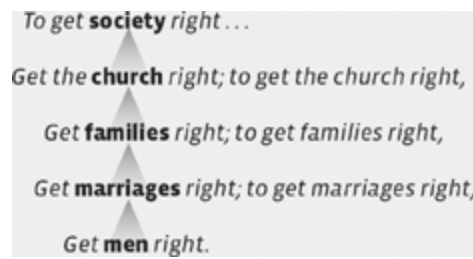 To get society right . . .
Get the church right; to get the church right,
Get families right; to get families right,
Get marriages right; to get marriages right,
Get men right.